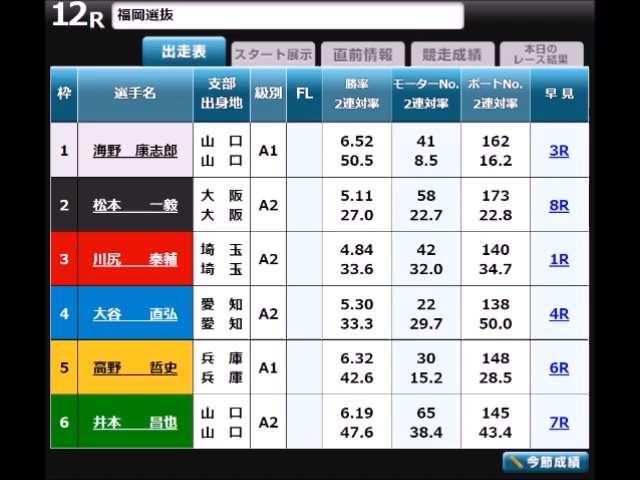 12R 福岡選抜
出走表 スタート展示 直前情報 競走成績 本日のレース結果
枠 選手名 支部 出身地 級別 FL 勝率 2連対率 モーターNo. 2連対率 ボートNo. 2連対率 早見
1 海野 康志郎 山口 山口 A1 6.52 50.5 41 8.5 162 16.2 3R
2 松本 一毅 大阪 大阪 A2 5.11 27.0 58 22.7 173 22.8 8R
3 川尻 泰輔 埼玉 埼玉 A2 4.84 33.6 42 32.0 140 34.7 1R
4 大谷 直弘 愛知 愛知 A2 5.30 33.3 22 29.7 138 50.0 4R
5 高野 哲史 兵庫 兵庫 A1 6.32 42.6 30 15.2 148 28.5 6R
6 井本 昌也 山口 山口 A2 6.19 47.6 65 38.4 145 43.4 7R
今節成績